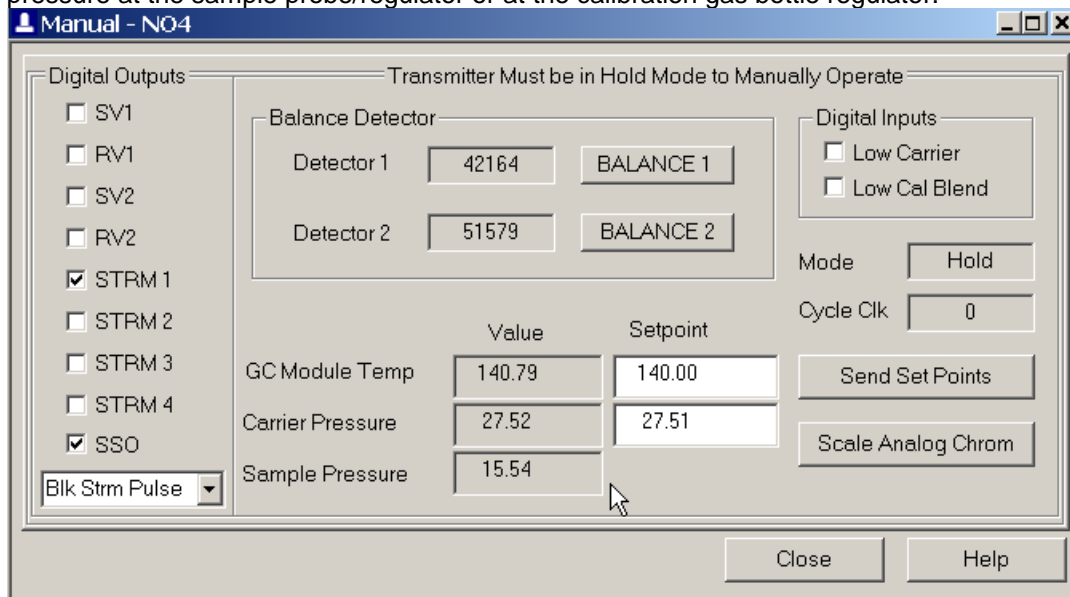 pressure at the sample probe/regulator or at the calibration gas bottle regulator.
Manual - NO4
Digital Outputs
Transmitter Must be in Hold Mode to Manually Operate
SV1
RV1
SV2
RV2
STRM 1
STRM 2
STRM 3
STRM 4
SSO
Blk Strm Pulse
Balance Detector
Detector 1 42164 BALANCE 1
Detector 2 51579 BALANCE 2
Value Setpoint
GC Module Temp 140.79 140.00
Carrier Pressure 27.52 27.51
Sample Pressure 15.54
Digital Inputs
Low Carrier
Low Cal Blend
Mode Hold
Cycle Clk 0
Send Set Points
Scale Analog Chrom
Close Help